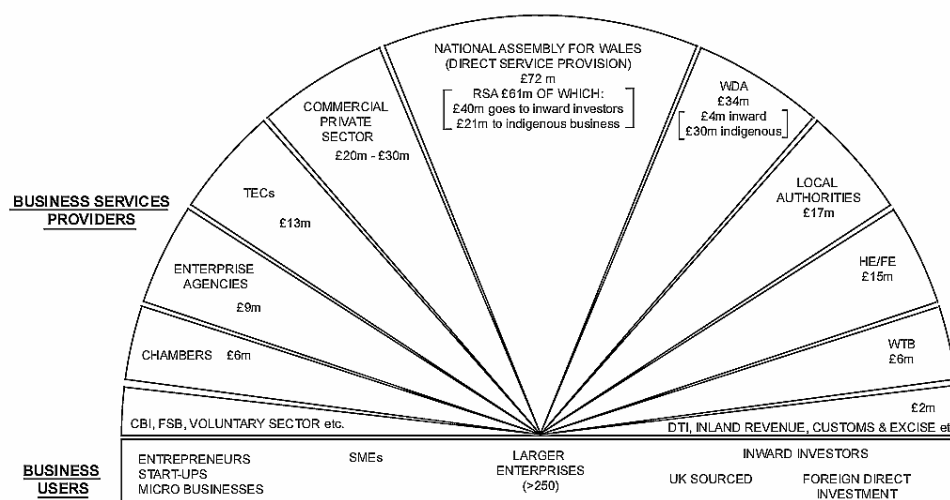 NATIONAL ASSEMBLY FOR WALES
(DIRECT SERVICE PROVISION)
£72 m
RSA £61m OF WHICH:
£40m goes to inward investors
£21m to indigenous business
WDA
£34m
£4m inward
£30m indigenous
COMMERCIAL
PRIVATE
SECTOR
£20m - £30m
LOCAL
AUTHORITIES
£17m
BUSINESS SERVICES
PROVIDERS
TECs
£13m
HE/FE
£15m
ENTERPRISE
AGENCIES
£9m
WTB
£6m
CHAMBERS £6m
£2m
CBI, FSB, VOLUNTARY SECTOR etc.
DTI, INLAND REVENUE, CUSTOMS & EXCISE et
BUSINESS
USERS
ENTREPRENEURS
START-UPS
MICRO BUSINESSES
SMEs
LARGER
ENTERPRISES
(>250)
INWARD INVESTORS
UK SOURCED
FOREIGN DIRECT
INVESTMENT